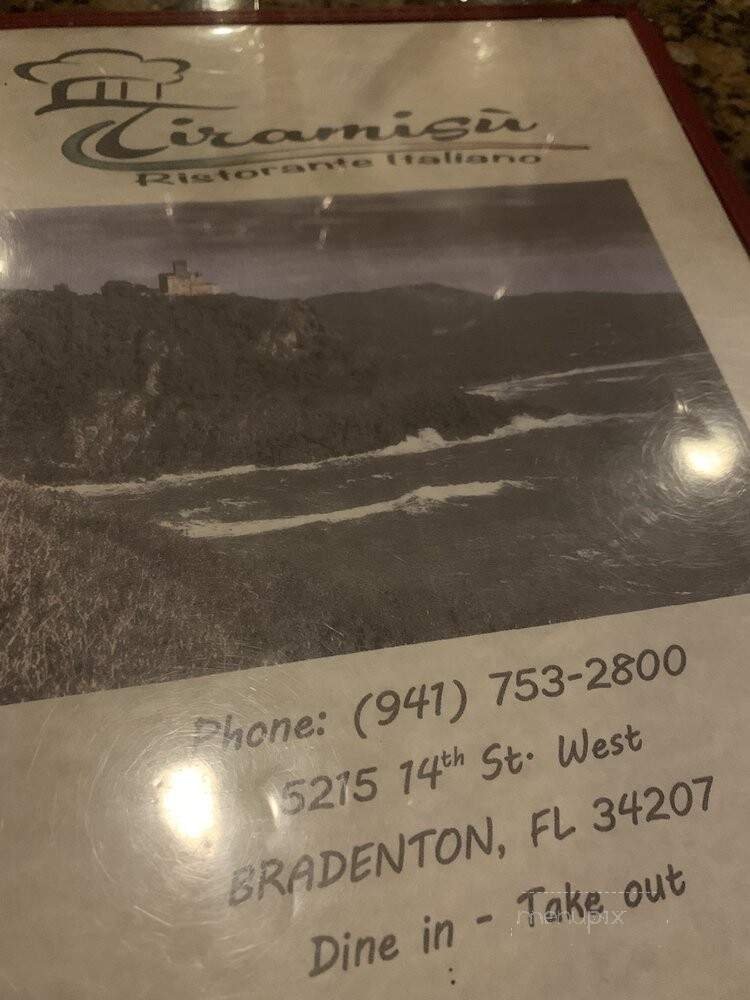 Tiramisù
Ristorante Italiano
Phone: (941) 753-2800
5215 14th St. West
BRADENTON, FL 34207
Dine in - Take out
menupix